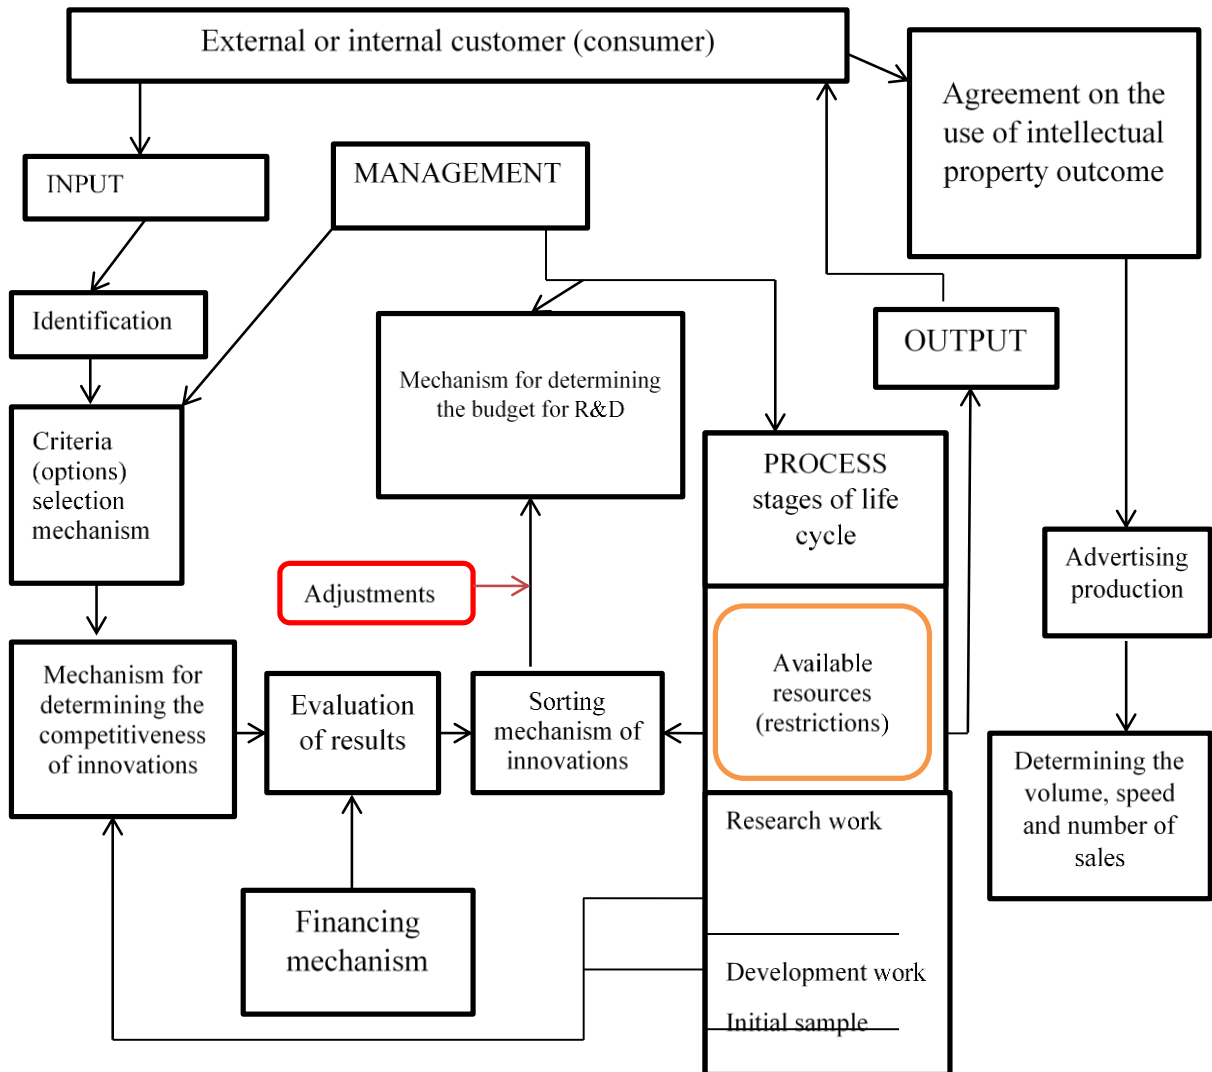 External or internal customer (consumer)
Agreement on the
use of intellectual
property outcome
INPUT
MANAGEMENT
Identification
OUTPUT
Mechanism for determining
the budget for R&D
Criteria
(options)
selection
mechanism
PROCESS
stages of life
cycle
Adjustments
Advertising
production
Available
resources
(restrictions)
Mechanism for
determining the
competitiveness
of innovations
Evaluation
of results
Sorting
mechanism of
innovations
Determining the
volume, speed
and number of
sales
Research work
Financing
mechanism
Development work
Initial sample